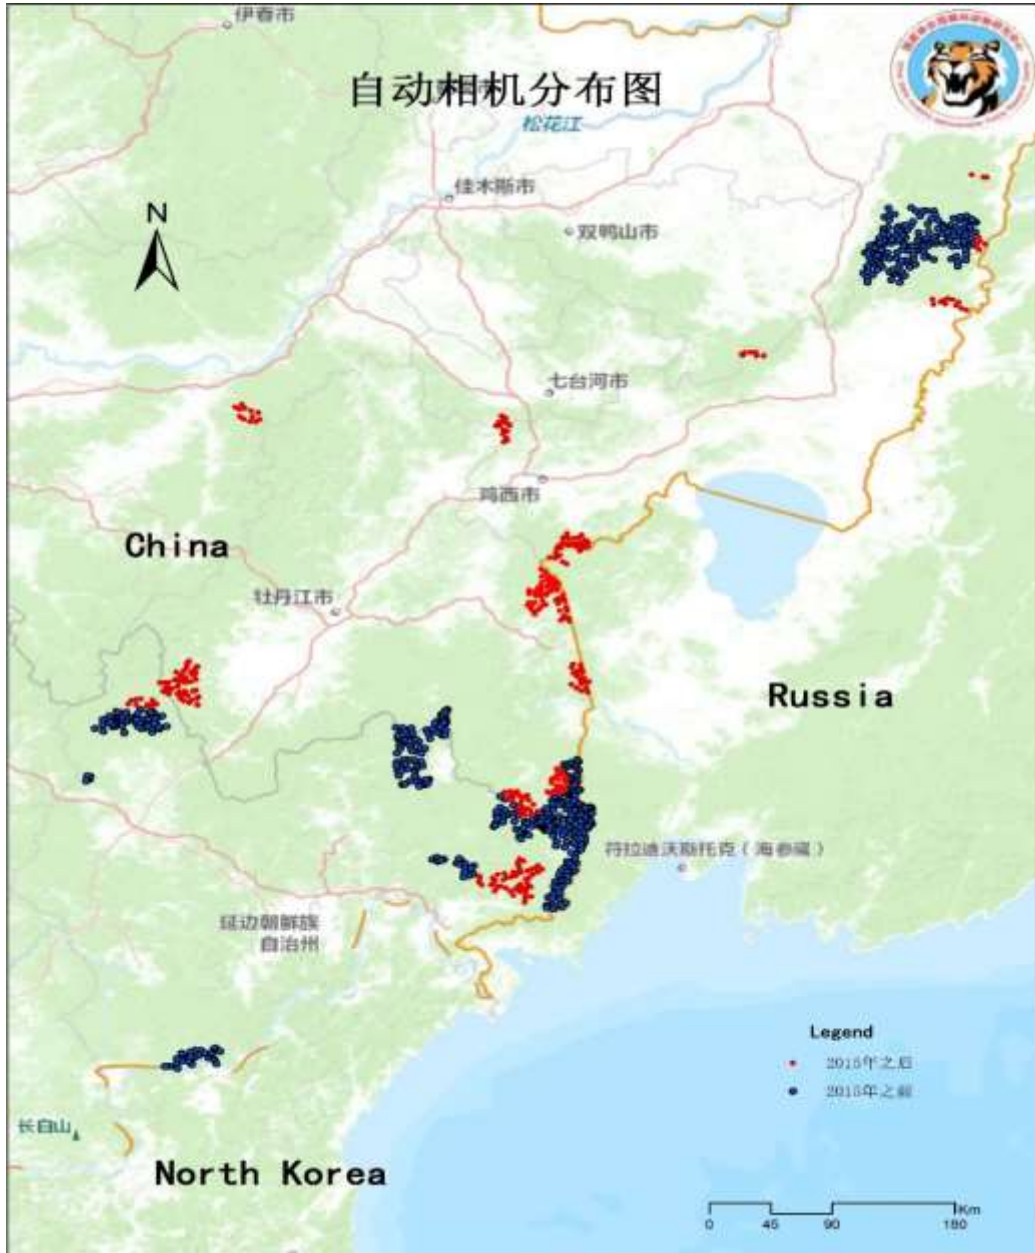 伊春市
自动相机分布图
松花江
佳木斯市
双鸭山市
N
七台河市
鸡西市
China
牡丹江市
Russia
符拉迪沃斯托克(海参崴)
延边朝鲜族
自治州
Legend
2015年之后
2015年之前
长白山
North Korea
Km
0 45 90 180